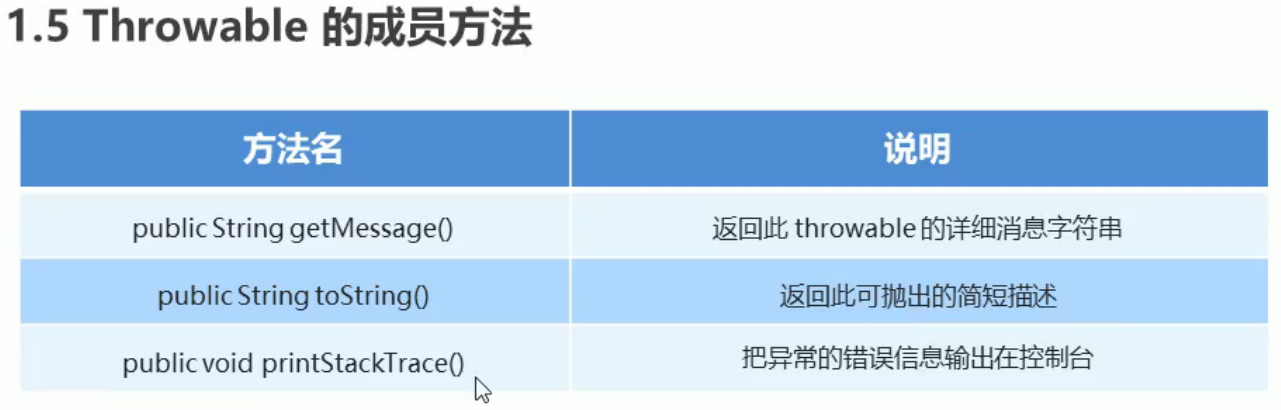 1.5 Throwable 的成员方法
方法名 说明
public String getMessage() 返回此 throwable 的详细消息字符串
public String toString() 返回此可抛出的简短描述
public void printStackTrace() 把异常的错误信息输出在控制台